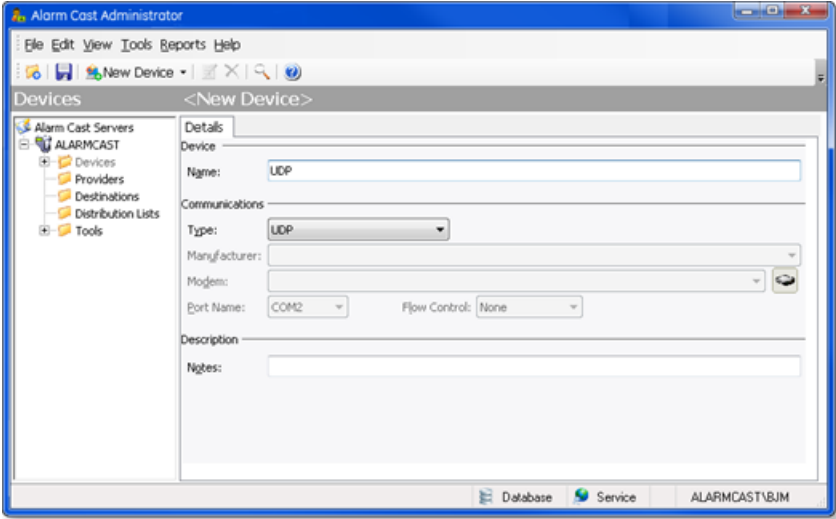 Alarm Cast Administrator
File Edit View Tools Reports Help
New Device
Devices <New Device>
Alarm Cast Servers
ALARMCAST
Devices
Providers
Destinations
Distribution Lists
Tools
Details
Device
Name: UDP
Communications
Type: UDP
Manufacturer:
Modem:
Port Name: COM2 Flow Control: None
Description
Notes:
Database Service ALARMCAST\BJM